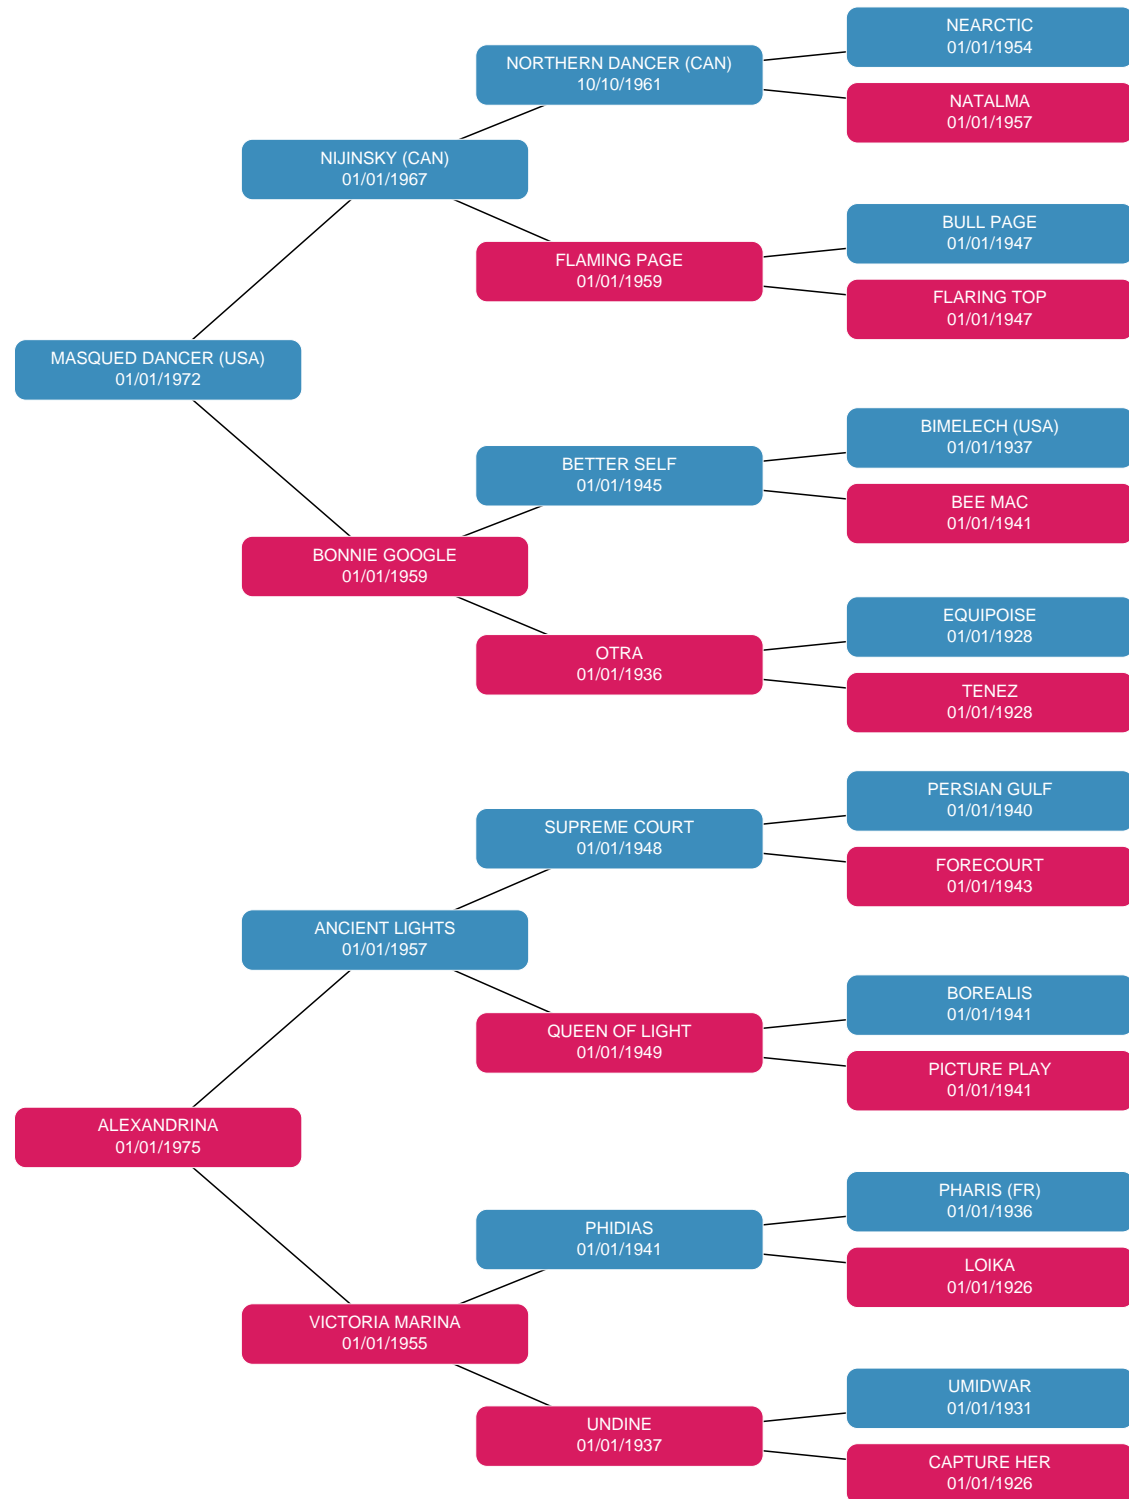 NEARCTIC
01/01/1954
NORTHERN DANCER (CAN)
10/10/1961
NATALMA
01/01/1957
NIJINSKY (CAN)
01/01/1967
BULL PAGE
01/01/1947
FLAMING PAGE
01/01/1959
FLARING TOP
01/01/1947
MASQUED DANCER (USA)
01/01/1972
BIMELECH (USA)
01/01/1937
BETTER SELF
01/01/1945
BEE MAC
01/01/1941
BONNIE GOOGLE
01/01/1959
EQUIPOISE
01/01/1928
OTRA
01/01/1936
TENEZ
01/01/1928
PERSIAN GULF
01/01/1940
SUPREME COURT
01/01/1948
FORECOURT
01/01/1943
ANCIENT LIGHTS
01/01/1957
BOREALIS
01/01/1941
QUEEN OF LIGHT
01/01/1949
PICTURE PLAY
01/01/1941
ALEXANDRINA
01/01/1975
PHARIS (FR)
01/01/1936
PHIDIAS
01/01/1941
LOIKA
01/01/1926
VICTORIA MARINA
01/01/1955
UMIDWAR
01/01/1931
UNDINE
01/01/1937
CAPTURE HER
01/01/1926